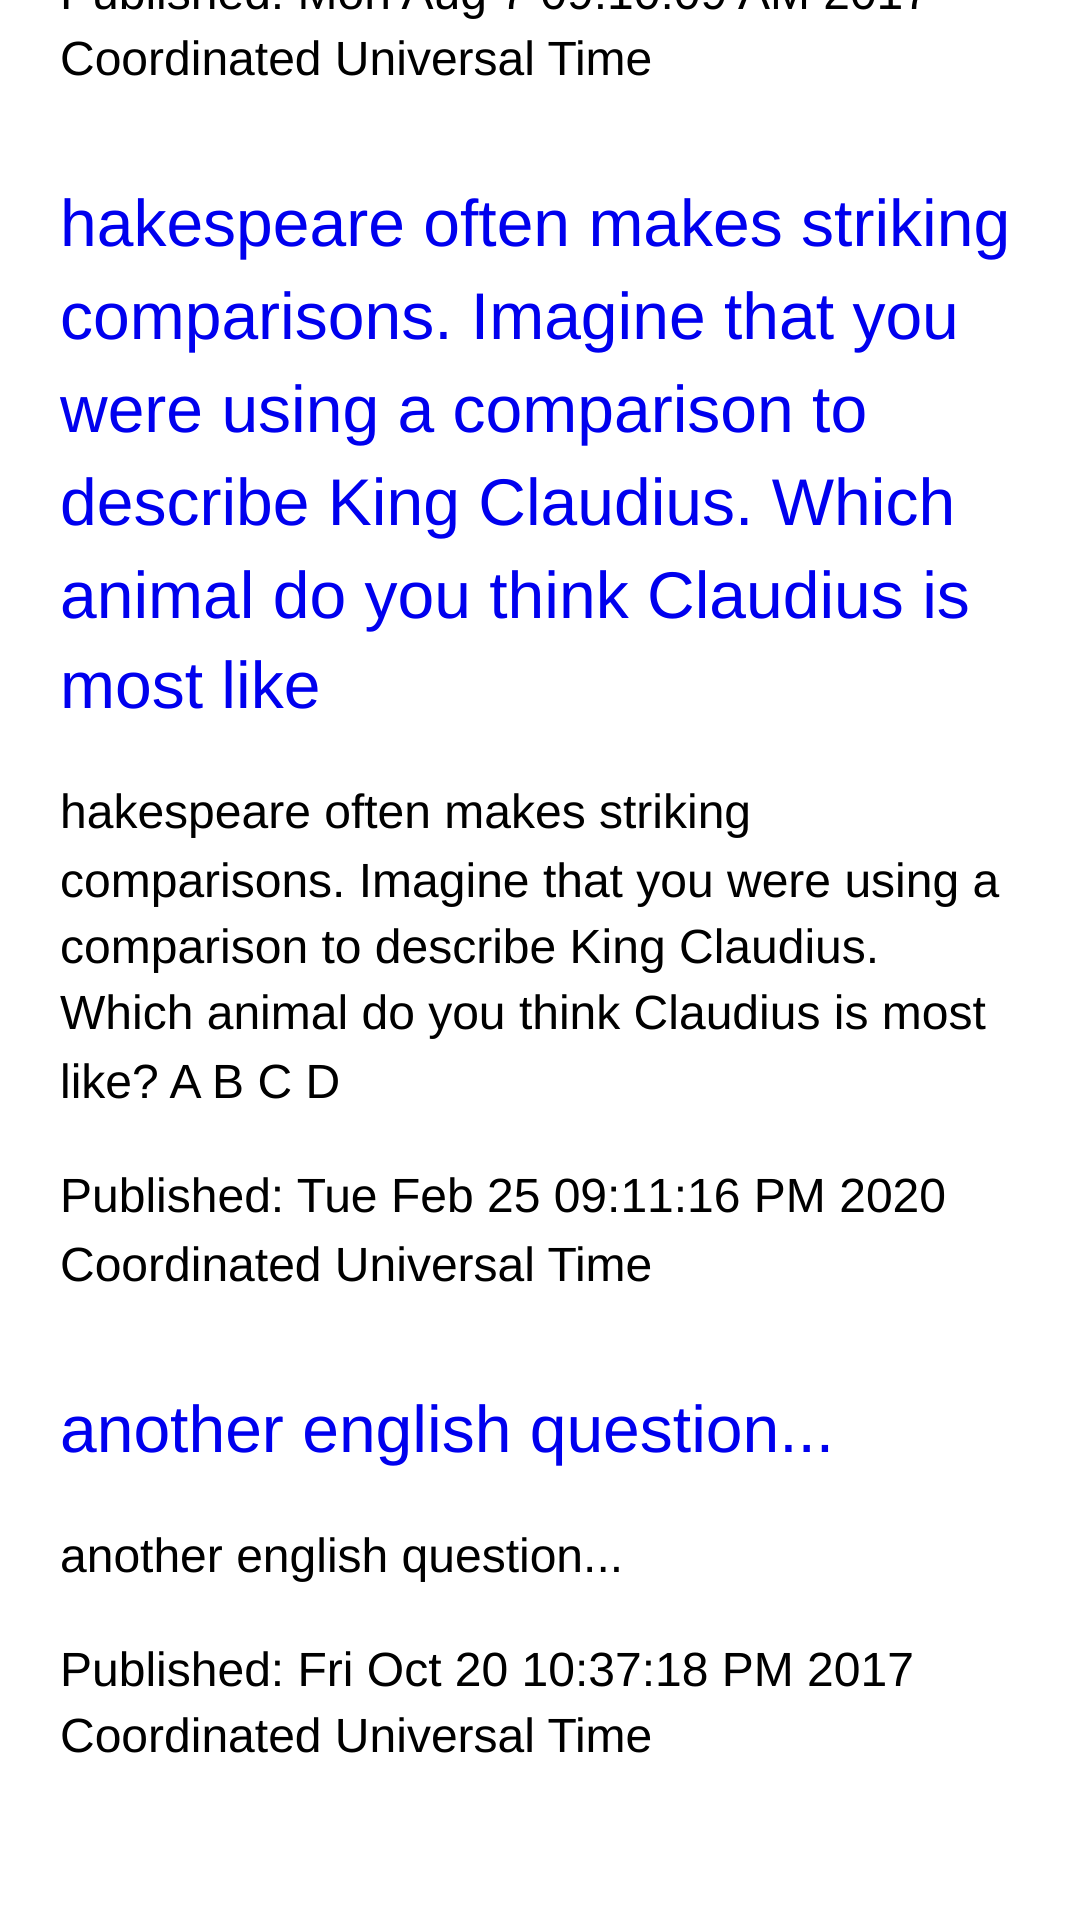 Published: Mon Aug 7 09:10:09 AM 2017
Coordinated Universal Time
hakespeare often makes striking
comparisons. Imagine that you
were using a comparison to
describe King Claudius. Which
animal do you think Claudius is
most like
hakespeare often makes striking
comparisons. Imagine that you were using a
comparison to describe King Claudius.
Which animal do you think Claudius is most
like? A B C D
Published: Tue Feb 25 09:11:16 PM 2020
Coordinated Universal Time
another english question...
another english question...
Published: Fri Oct 20 10:37:18 PM 2017
Coordinated Universal Time